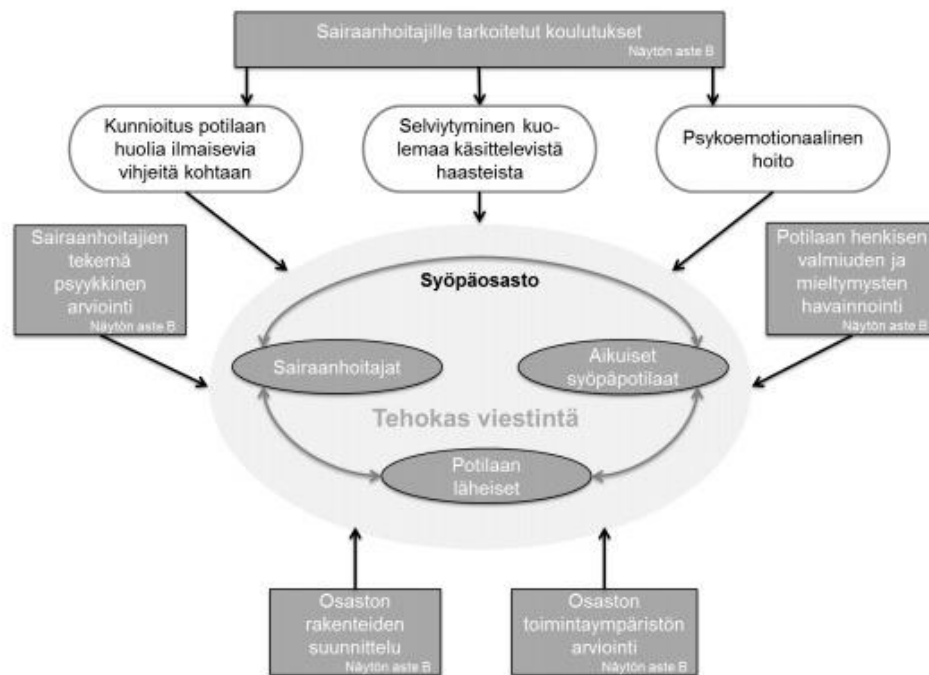 Sairaanhoitajille tarkoitetut koulutukset
Näytön aste B
Kunnioitus potilaan
huolia ilmaisevia
vihjeitä kohtaan
Selviytyminen kuo-
lemaa käsittelevistä
haasteista
Psykoemotionaalinen
hoito
Sairaanhoitajien
tekemä
psyykkinen
arviointi
Näytön aste B
Potilaan henkisen
valmiuden ja
mieltymysten
havainnointi
Näytön aste B
Syöpäosasto
Sairaanhoitajat
Aikuiset
syöpäpotilaat
Tehokas viestintä
Potilaan
läheiset
Osaston
rakenteiden
suunnittelu
Näytön aste B
Osaston
toimintaympäristön
arviointi
Näytön aste B